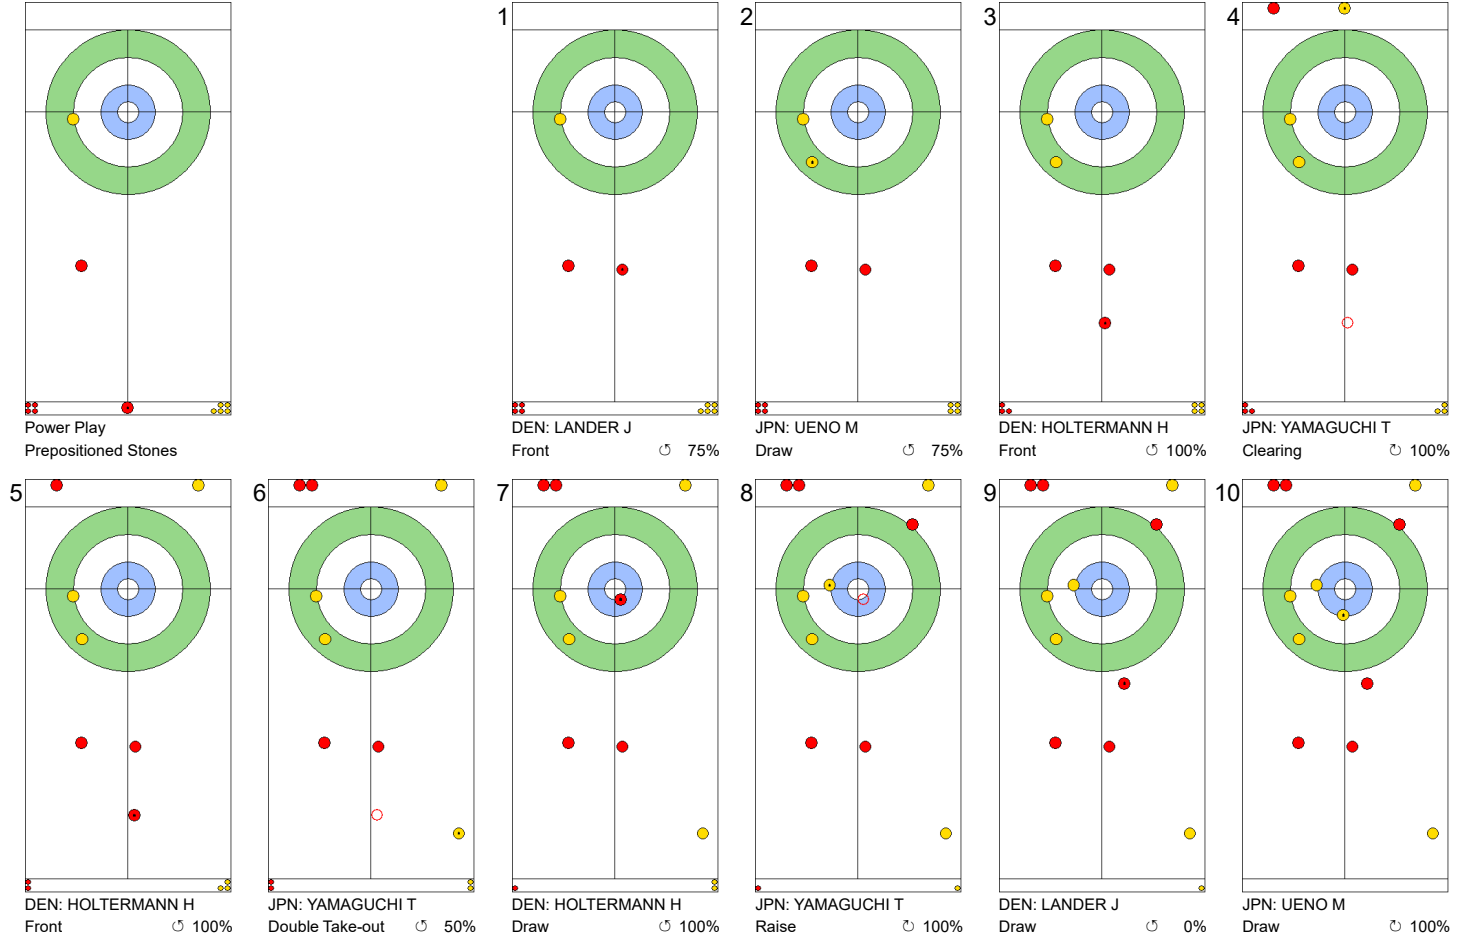 1
2
3
4
Power Play
Prepositioned Stones
DEN: LANDER J
Front ↺ 75%
JPN: UENO M
Draw ↺ 75%
DEN: HOLTERMANN H
Front ↺ 100%
JPN: YAMAGUCHI T
Clearing ↻ 100%
5
6
7
8
9
10
DEN: HOLTERMANN H
Front ↺ 100%
JPN: YAMAGUCHI T
Double Take-out ↺ 50%
DEN: HOLTERMANN H
Draw ↺ 100%
JPN: YAMAGUCHI T
Raise ↻ 100%
DEN: LANDER J
Draw ↺ 0%
JPN: UENO M
Draw ↻ 100%